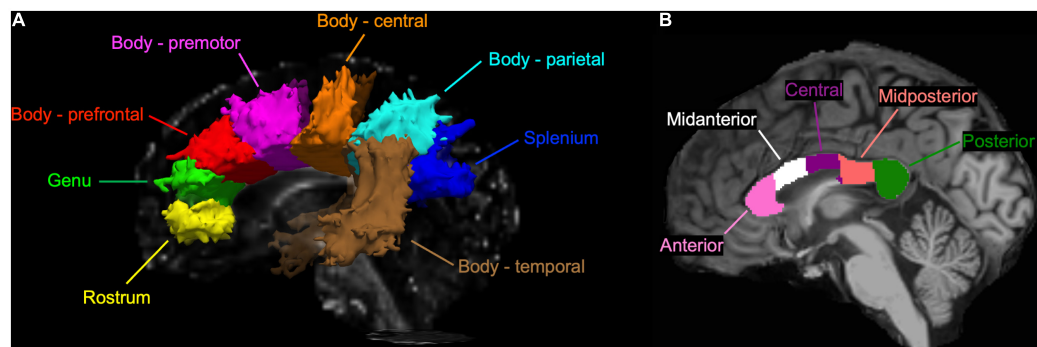 A
Body - central
Body - premotor
Body - parietal
Body - prefrontal
Splenium
Genu
Body - temporal
Rostrum
B
Central
Midposterior
Midanterior
Posterior
Anterior